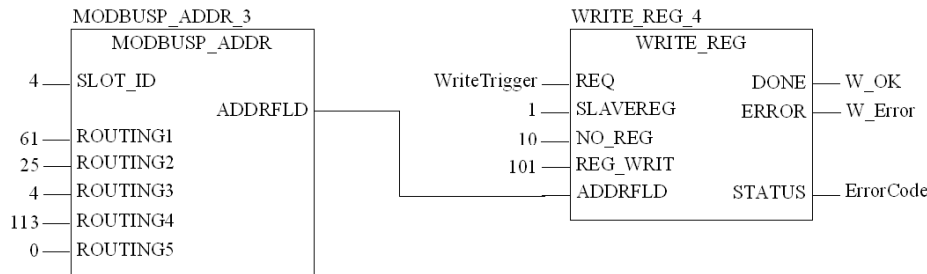 MODBUSP_ADDR_3
MODBUSP_ADDR
4 SLOT_ID
ADDRFLD
61 ROUTING1
25 ROUTING2
4 ROUTING3
113 ROUTING4
0 ROUTING5
WRITE_REG_4
WRITE_REG
WriteTrigger REQ DONE W_OK
1 SLAVEREG ERROR W_Error
10 NO_REG
101 REG_WRIT
ADDRFLD STATUS ErrorCode